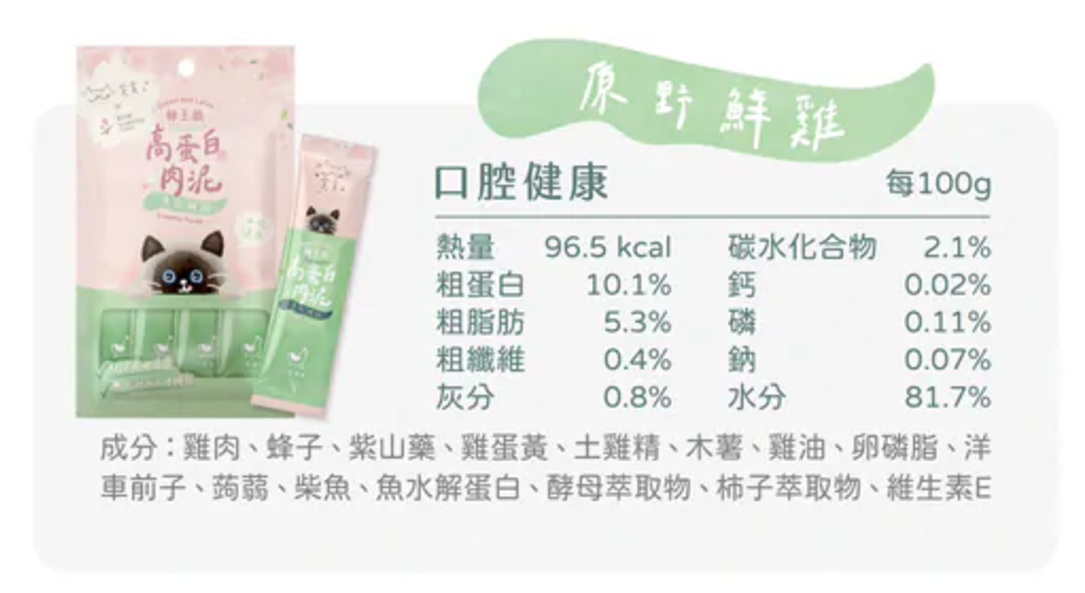 原野鮮雞
高蛋白
肉泥
高蛋白
肉泥
口腔健康 每100g
熱量 96.5 kcal 碳水化合物 2.1%
粗蛋白 10.1% 鈣 0.02%
粗脂肪 5.3% 磷 0.11%
粗纖維 0.4% 鈉 0.07%
灰分 0.8% 水分 81.7%
成分：雞肉、蜂子、紫山藥、雞蛋黃、土雞精、木薯、雞油、卵磷脂、洋
車前子、蒟蒻、柴魚、魚水解蛋白、酵母萃取物、柿子萃取物、維生素E